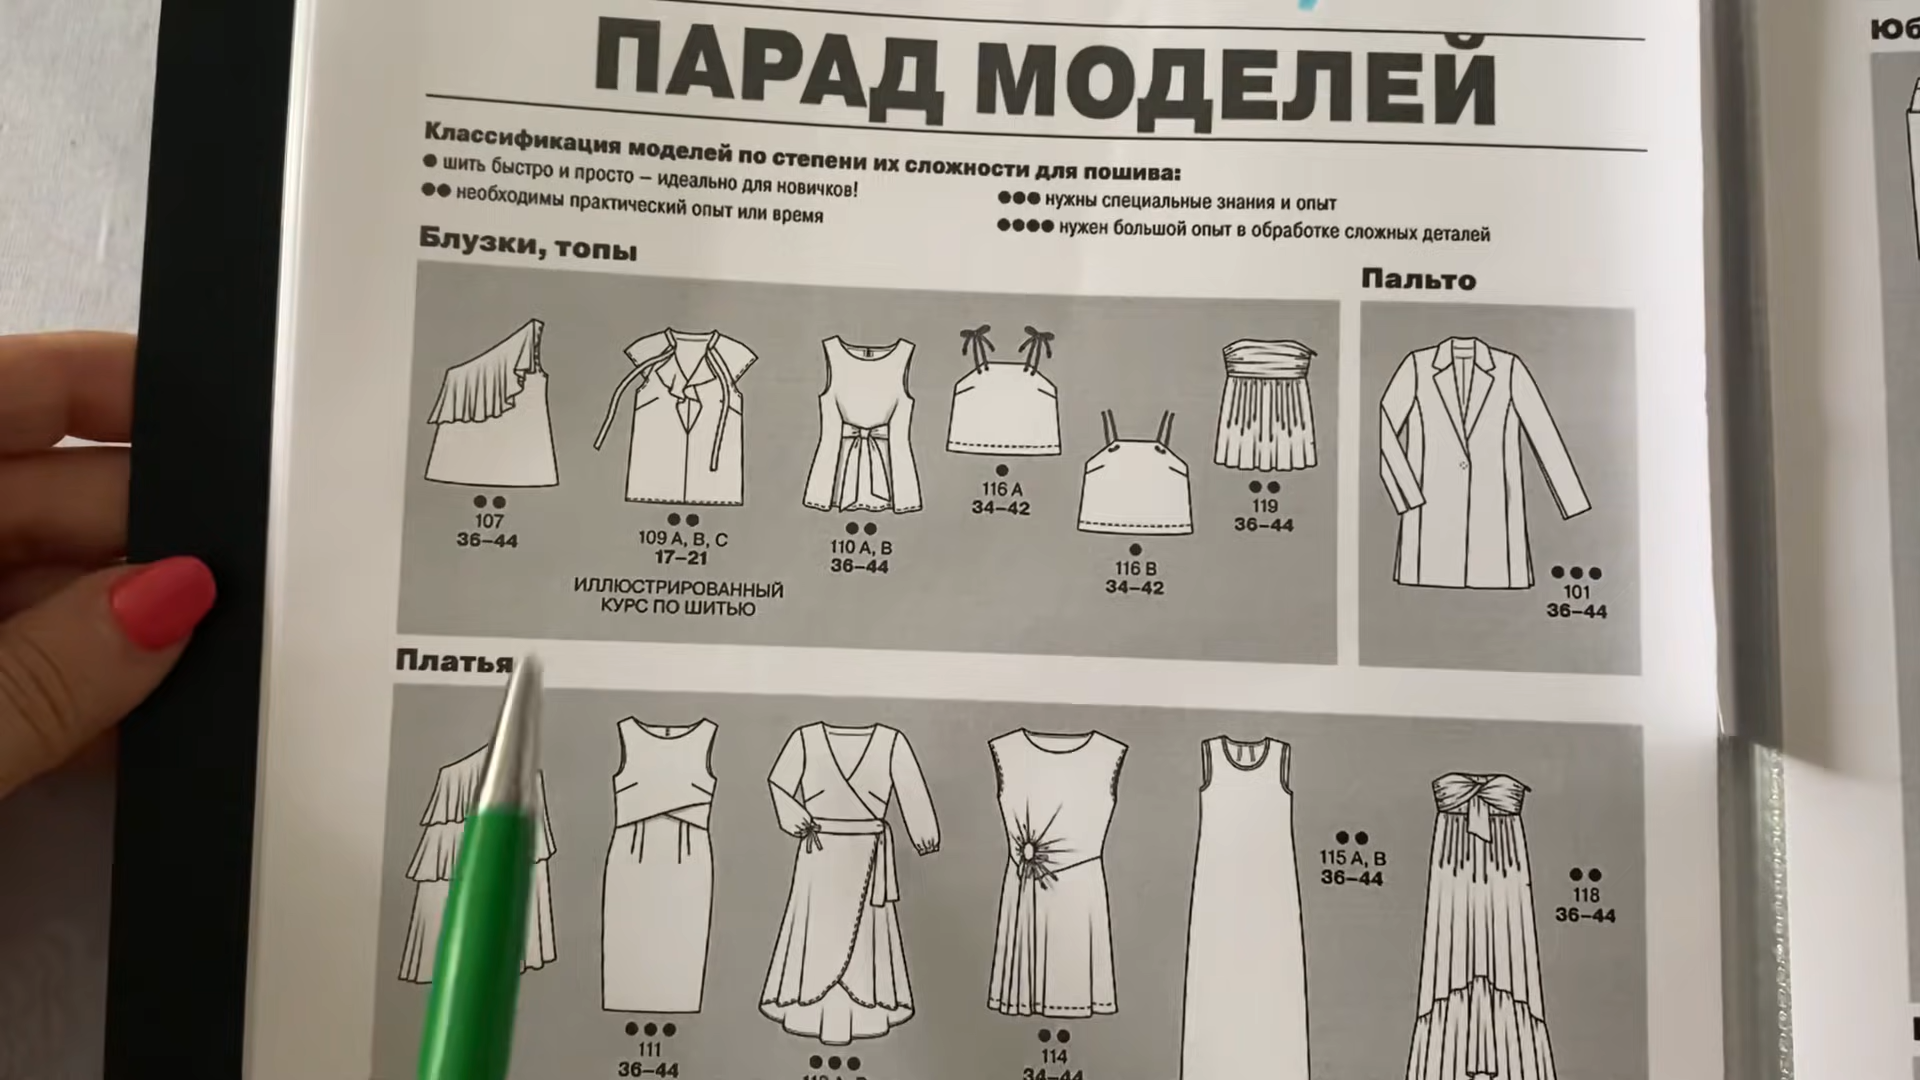 ПАРАД МОДЕЛЕЙ
Классификация моделей по степени их сложности для пошива:
● шить быстро и просто – идеально для новичков!
●● необходимы практический опыт или время
●●● нужны специальные знания и опыт
●●●● нужен большой опыт в обработке сложных деталей
Блузки, топы
●●
107
36–44
●●
109 A, B, C
17–21
ИЛЛЮСТРИРОВАННЫЙ
КУРС ПО ШИТЬЮ
●●
110 A, B
36–44
●
116 A
34–42
●
116 B
34–42
●●
119
36–44
Пальто
●●●
101
36–44
Платья
●●●
111
36–44
●●●
●●
114
34–44
●●
115 A, B
36–44
●●
118
36–44